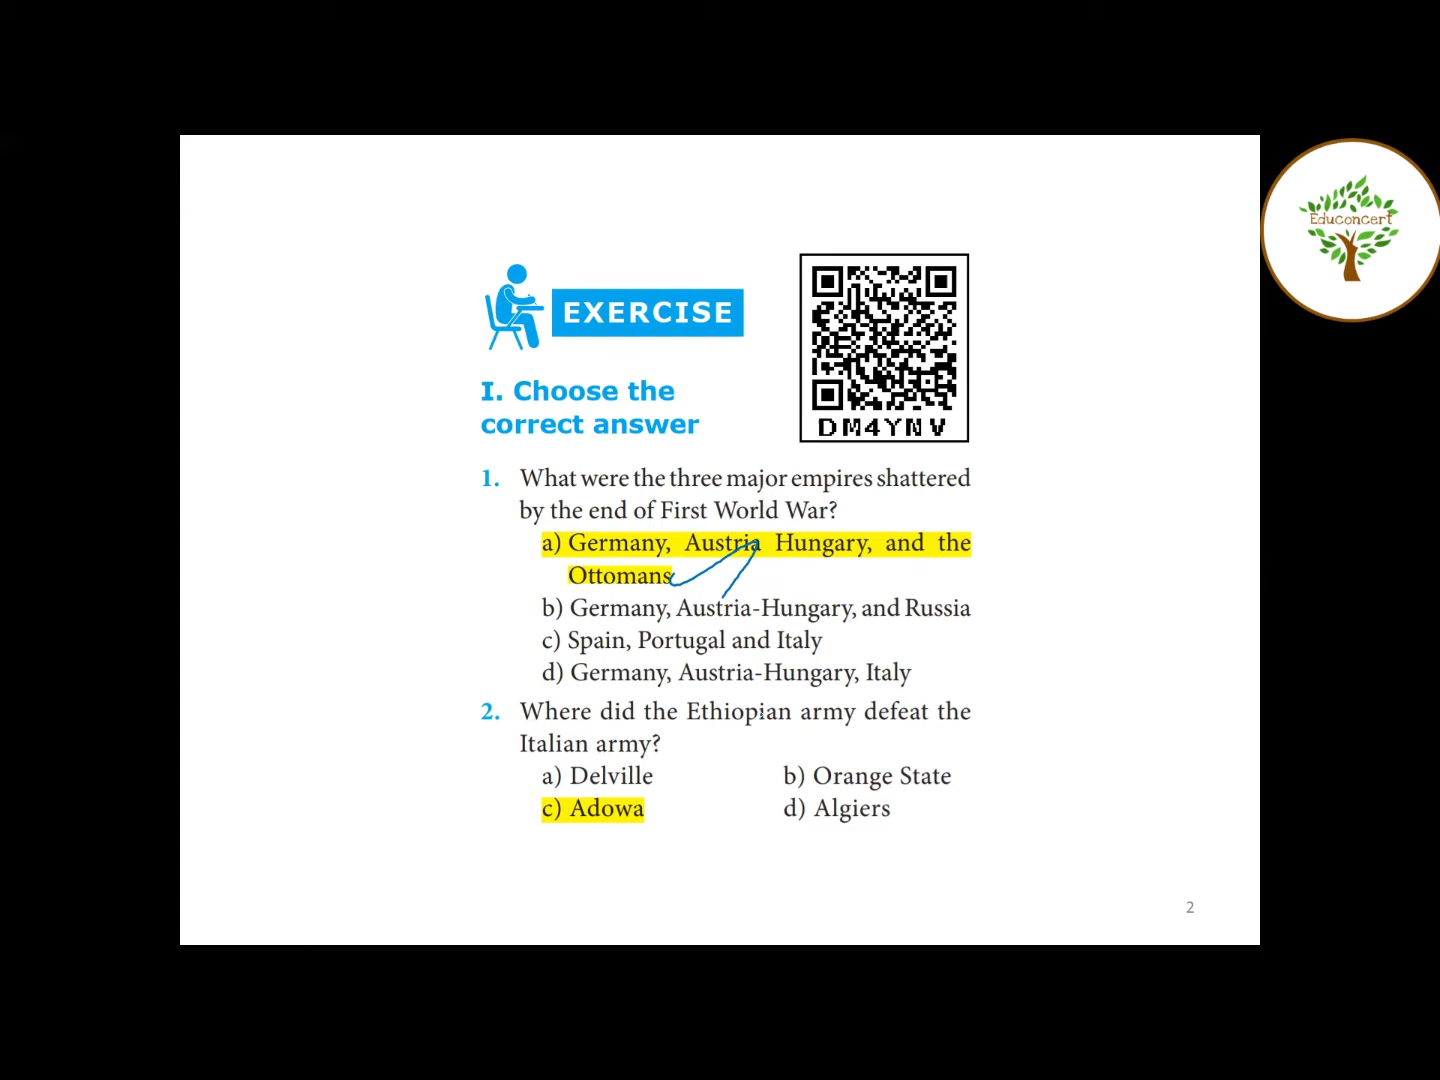 Educoncert
EXERCISE
I. Choose the
correct answer
DM4YNV
1. What were the three major empires shattered
by the end of First World War?
a) Germany, Austria Hungary, and the
Ottomans
b) Germany, Austria-Hungary, and Russia
c) Spain, Portugal and Italy
d) Germany, Austria-Hungary, Italy
2. Where did the Ethiopian army defeat the
Italian army?
a) Delville b) Orange State
c) Adowa d) Algiers
2